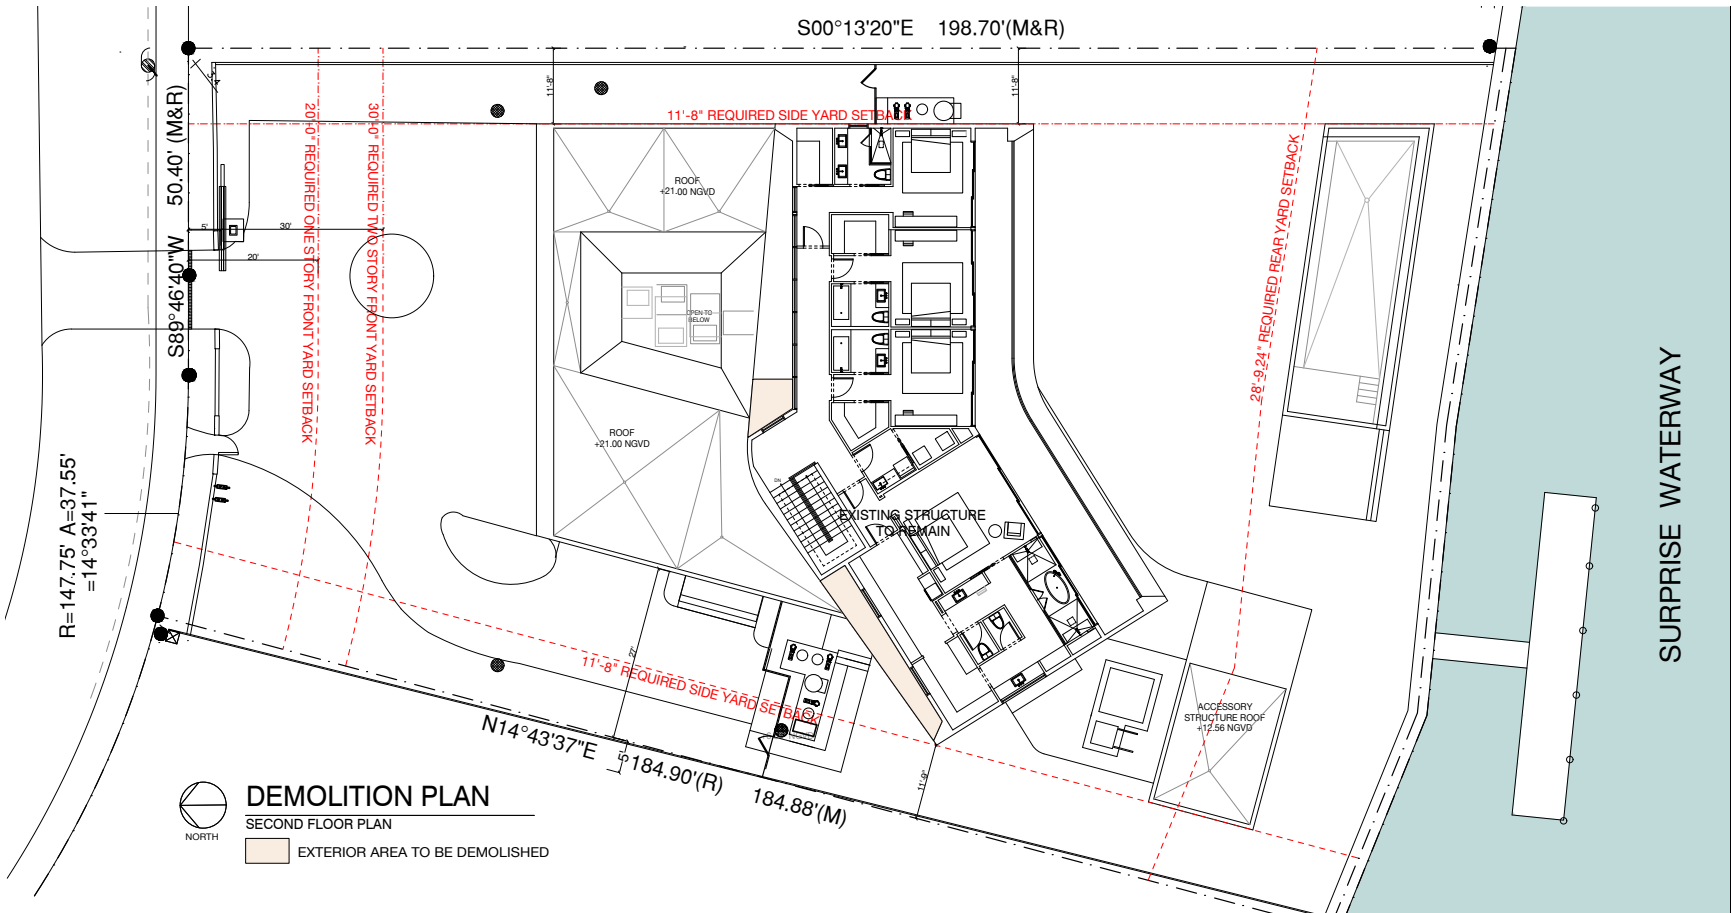 S00°13'20"E 198.70'(M&R)
11'-8"
11'-8"
11'-8" REQUIRED SIDE YARD SETBACK
50.40' (M&R)
S89°46'40"W
20'-0" REQUIRED ONE STORY FRONT YARD SETBACK
30'-0" REQUIRED TWO STORY FRONT YARD SETBACK
28'-9.24" REQUIRED REAR YARD SETBACK
ROOF
+21.00 NGVD
5'
30'
20'
OPEN TO
BELOW
ROOF
+21.00 NGVD
DN
EXISTING STRUCTURE
TO REMAIN
SURPRISE WATERWAY
R=147.75' A=37.55'
=14°33'41"
27'
11'-8" REQUIRED SIDE YARD SETBACK
ACCESSORY
STRUCTURE ROOF
+12.56 NGVD
N14°43'37"E
5'
184.90'(R)
184.88'(M)
11'-9"
NORTH
DEMOLITION PLAN
SECOND FLOOR PLAN
EXTERIOR AREA TO BE DEMOLISHED